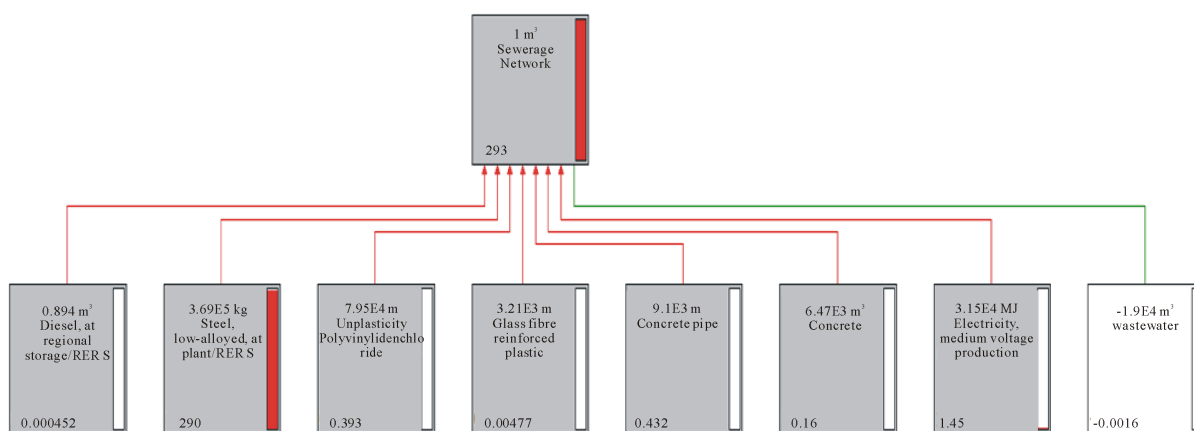 1 m³
Sewerage
Network
293
0.894 m³
Diesel, at
regional
storage/RER S
0.000452
3.69E5 kg
Steel,
low-alloyed, at
plant/RER S
290
7.95E4 m
Unplasticity
Polyvinylidenchlo
ride
0.393
3.21E3 m
Glass fibre
reinforced
plastic
0.00477
9.1E3 m
Concrete pipe
0.432
6.47E3 m³
Concrete
0.16
3.15E4 MJ
Electricity,
medium voltage
production
1.45
-1.9E4 m³
wastewater
-0.0016